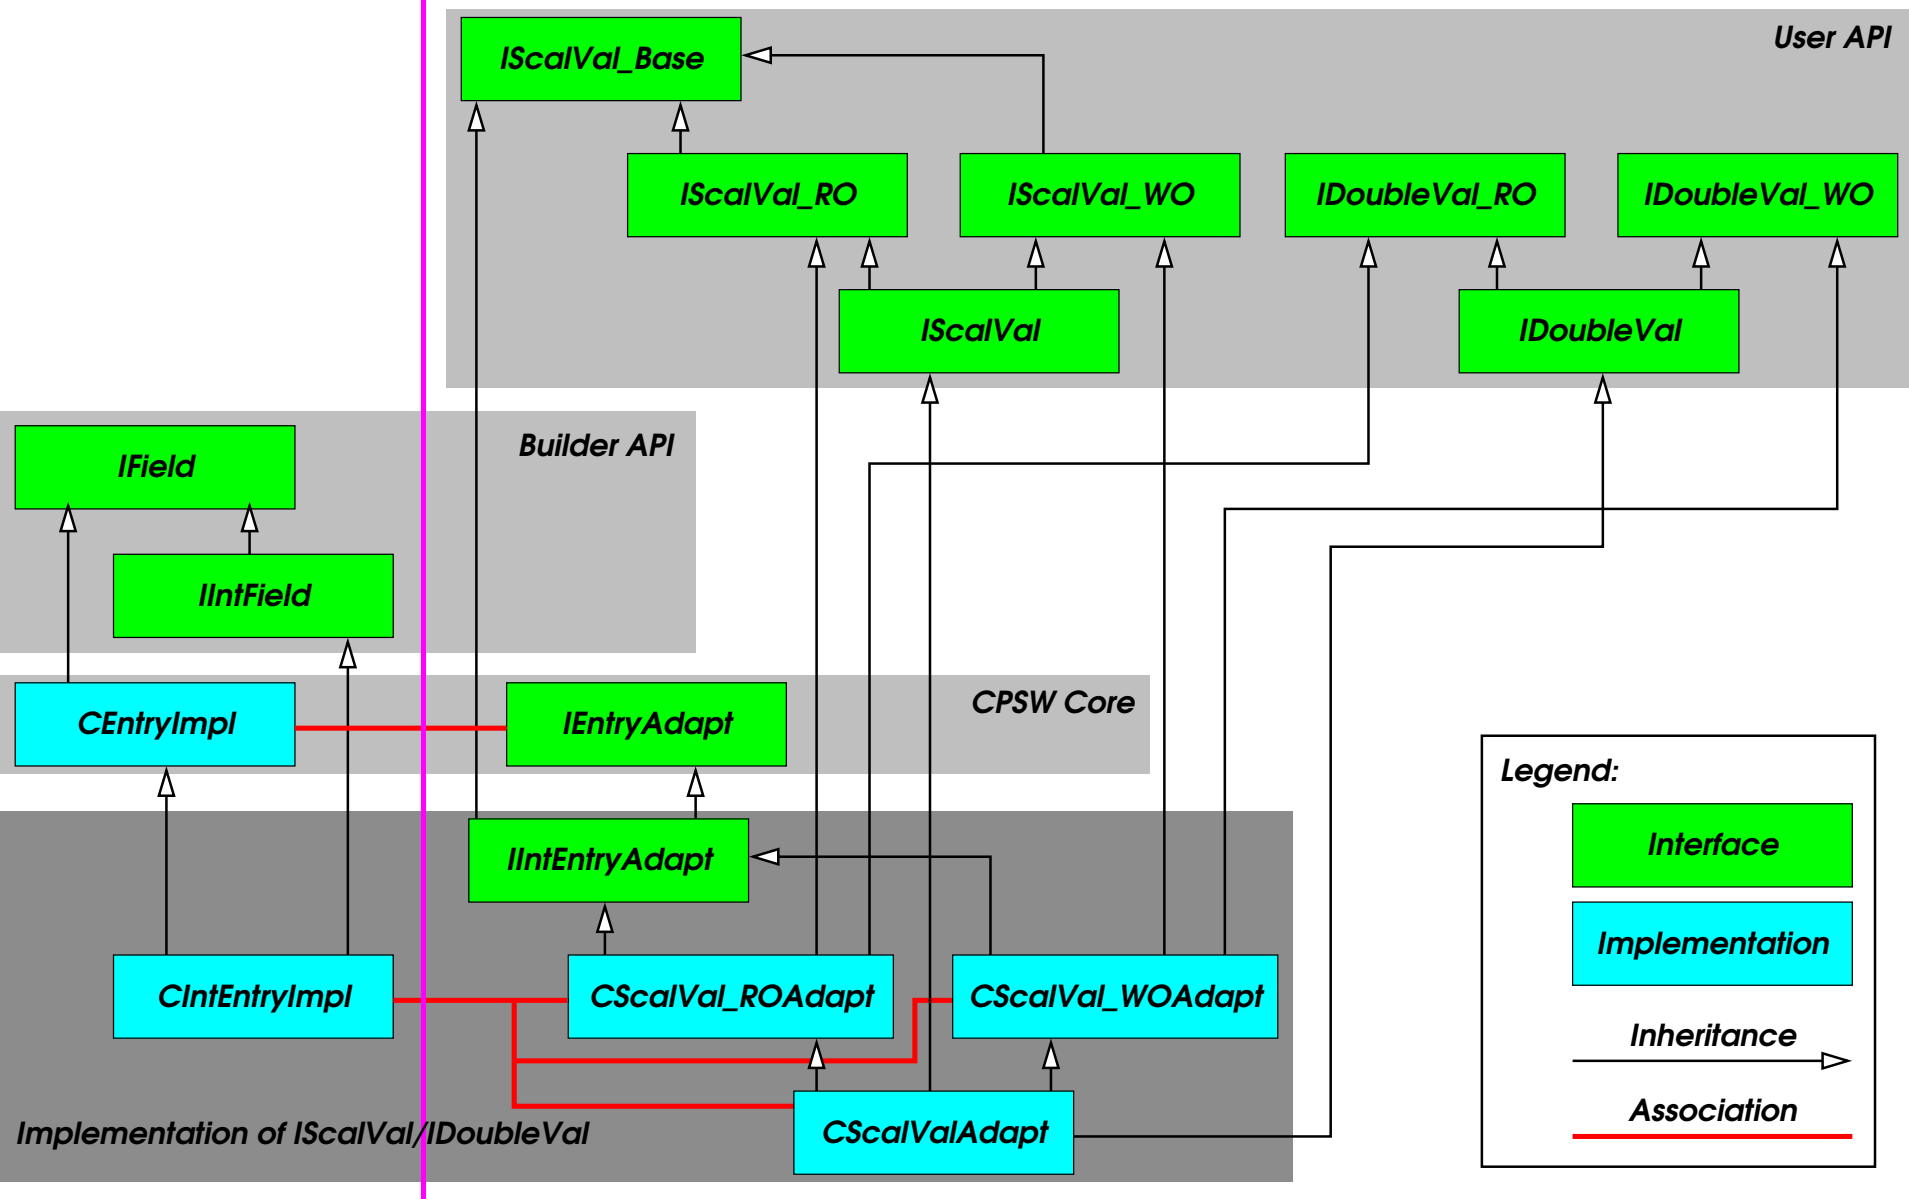 User API
IScalVal_Base
IScalVal_RO
IScalVal_WO
IDoubleVal_RO
IDoubleVal_WO
IScalVal
IDoubleVal
Builder API
IField
IIntField
CPSW Core
CEntryImpl
IEntryAdapt
IIntEntryAdapt
CIntEntryImpl
CScalVal_ROAdapt
CScalVal_WOAdapt
CScalValAdapt
Implementation of IScalVal/IDoubleVal
Legend:
Interface
Implementation
Inheritance
Association